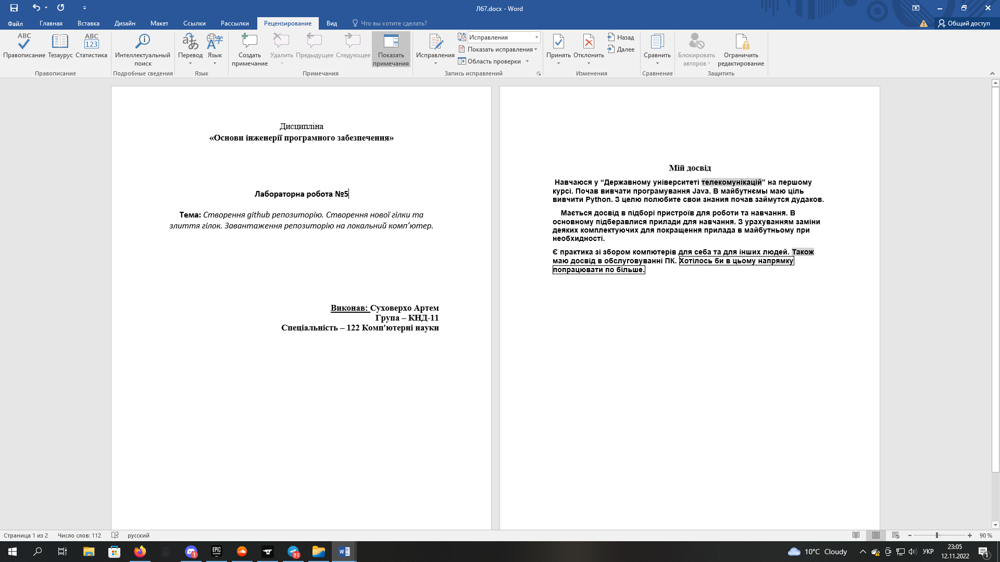 Лб7.docx - Word
Файл Главная Вставка Дизайн Макет Ссылки Рассылки Рецензирование Вид Что вы хотите сделать? Общий доступ
ABC
Правописание
Тезаурус
ABC
123
Статистика
Правописание
Интеллектуальный
поиск
Подробные сведения
Перевод
Язык
Язык
Создать
примечание
Удалить
Предыдущее
Следующее
Показать
примечания
Примечания
Исправления
Исправления
Показать исправления
Область проверки
Запись исправлений
Принять
Отклонить
Назад
Далее
Изменения
Сравнить
Сравнение
Блокировать
авторов
Ограничить
редактирование
Защитить
Дисципліна
«Основи інженерії програмного забезпечення»
Лабораторна робота №5
Тема: Створення github репозиторію. Створення нової гілки та
злиття гілок. Завантаження репозиторію на локальний комп’ютер.
Виконав: Суховерхо Артем
Група – КНД-11
Спеціальність – 122 Комп'ютерні науки
Мій досвід
Навчаюся у “Державному університеті телекомунікацій” на першому
курсі. Почав вивчати програмування Java. В майбутнємы маю ціль
вивчити Python. З целю полюбите свои знания почав займутся дудаков.
Мається досвід в підборі пристроїв для роботи та навчання. В
основному підберавлися прилади для навчання. З урахуванням заміни
деяких комплектуючих для покращення прилада в майбутньому при
необхидності.
Є практика зі збором компютерів для себа та для інших людей. Також
маю досвід в обслуговуванні ПК. Хотілось би в цьому напрямку
попрацювати по більше.
Страница 1 из 2 Число слов: 112 русский 90 %
1
EPIC
GAMES
89
W
10°C Cloudy
УКР
23:05
12.11.2022
1